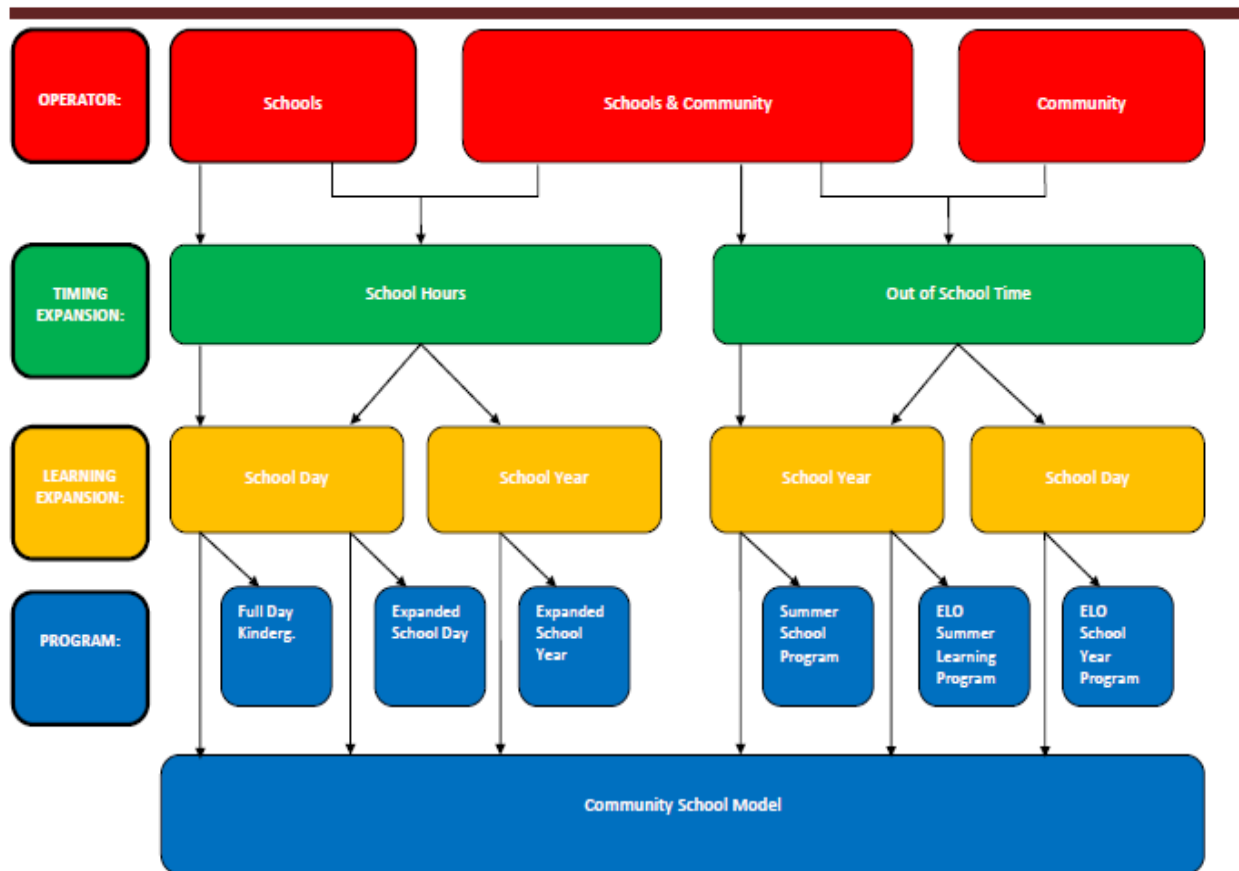 OPERATOR:
Schools
Schools & Community
Community
TIMING
EXPANSION:
School Hours
Out of School Time
LEARNING
EXPANSION:
School Day
School Year
School Year
School Day
PROGRAM:
Full Day
Kinderg.
Expanded
School Day
Expanded
School
Year
Summer
School
Program
ELO
Summer
Learning
Program
ELO
School
Year
Program
Community School Model